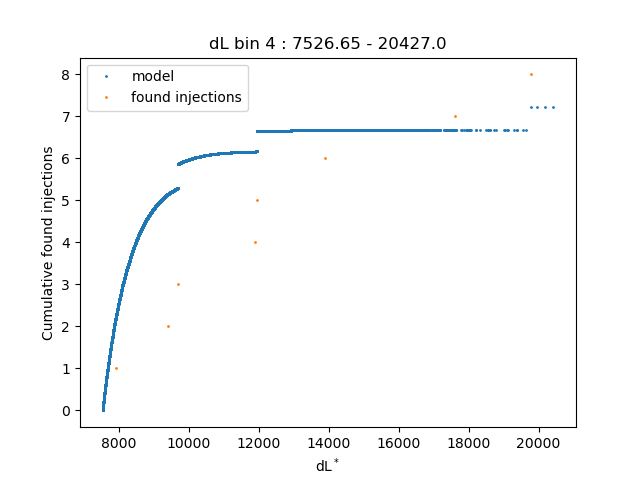 dL bin 4 : 7526.65 - 20427.0
model
found injections
Cumulative found injections
8
7
6
5
4
3
2
1
0
8000 10000 12000 14000 16000 18000 20000
dL*